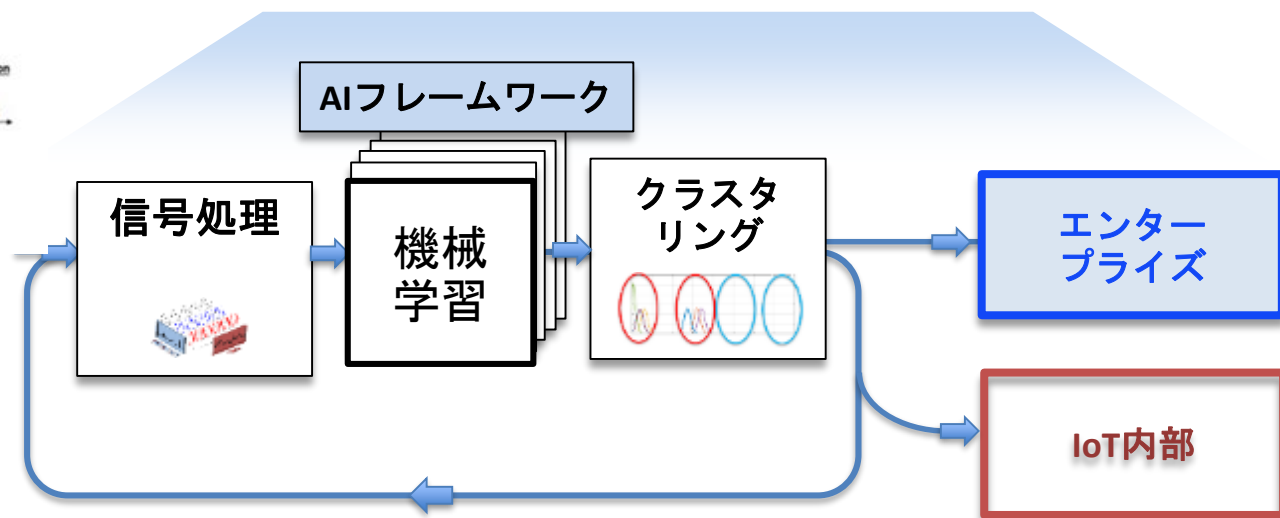 AIフレームワーク
信号処理
機械
学習
クラスタ
リング
エンター
プライズ
IoT内部